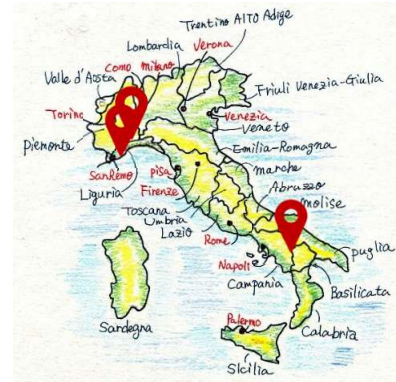 Trentino AlTO Adige
Lombardia
Verona
Como
milano
Valle d'Aosta
Friuli Venezia-Giulia
Torino
Venezia
Veneto
Piemonte
Emilia-Romagna
SanRemo
Pisa
marche
Liguria
Firenze
Abruzzo
Toscana
molise
Umbria
Lazio
Rome
puglia
Napoli
Campania
Basilicata
Sardegna
Palermo
Calabria
Sicilia